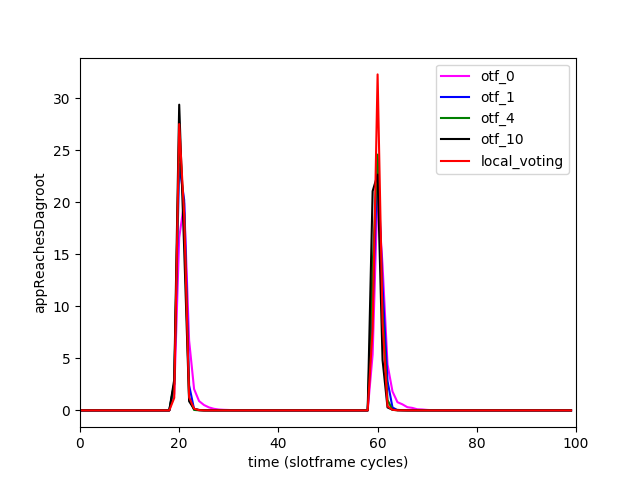 otf_0
otf_1
otf_4
otf_10
local_voting
30
25
20
15
10
5
0
appReachesDagroot
0 20 40 60 80 100
time (slotframe cycles)